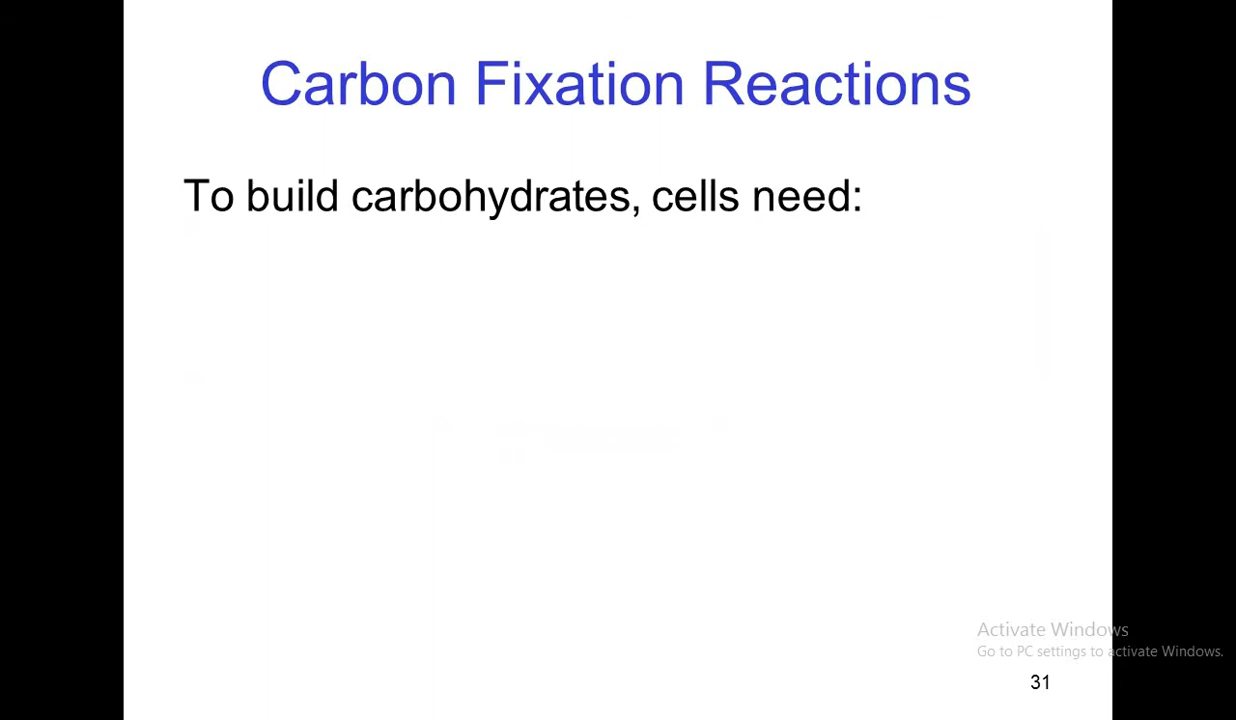 Carbon Fixation Reactions
To build carbohydrates, cells need:
Activate Windows
Go to PC settings to activate Windows.
31